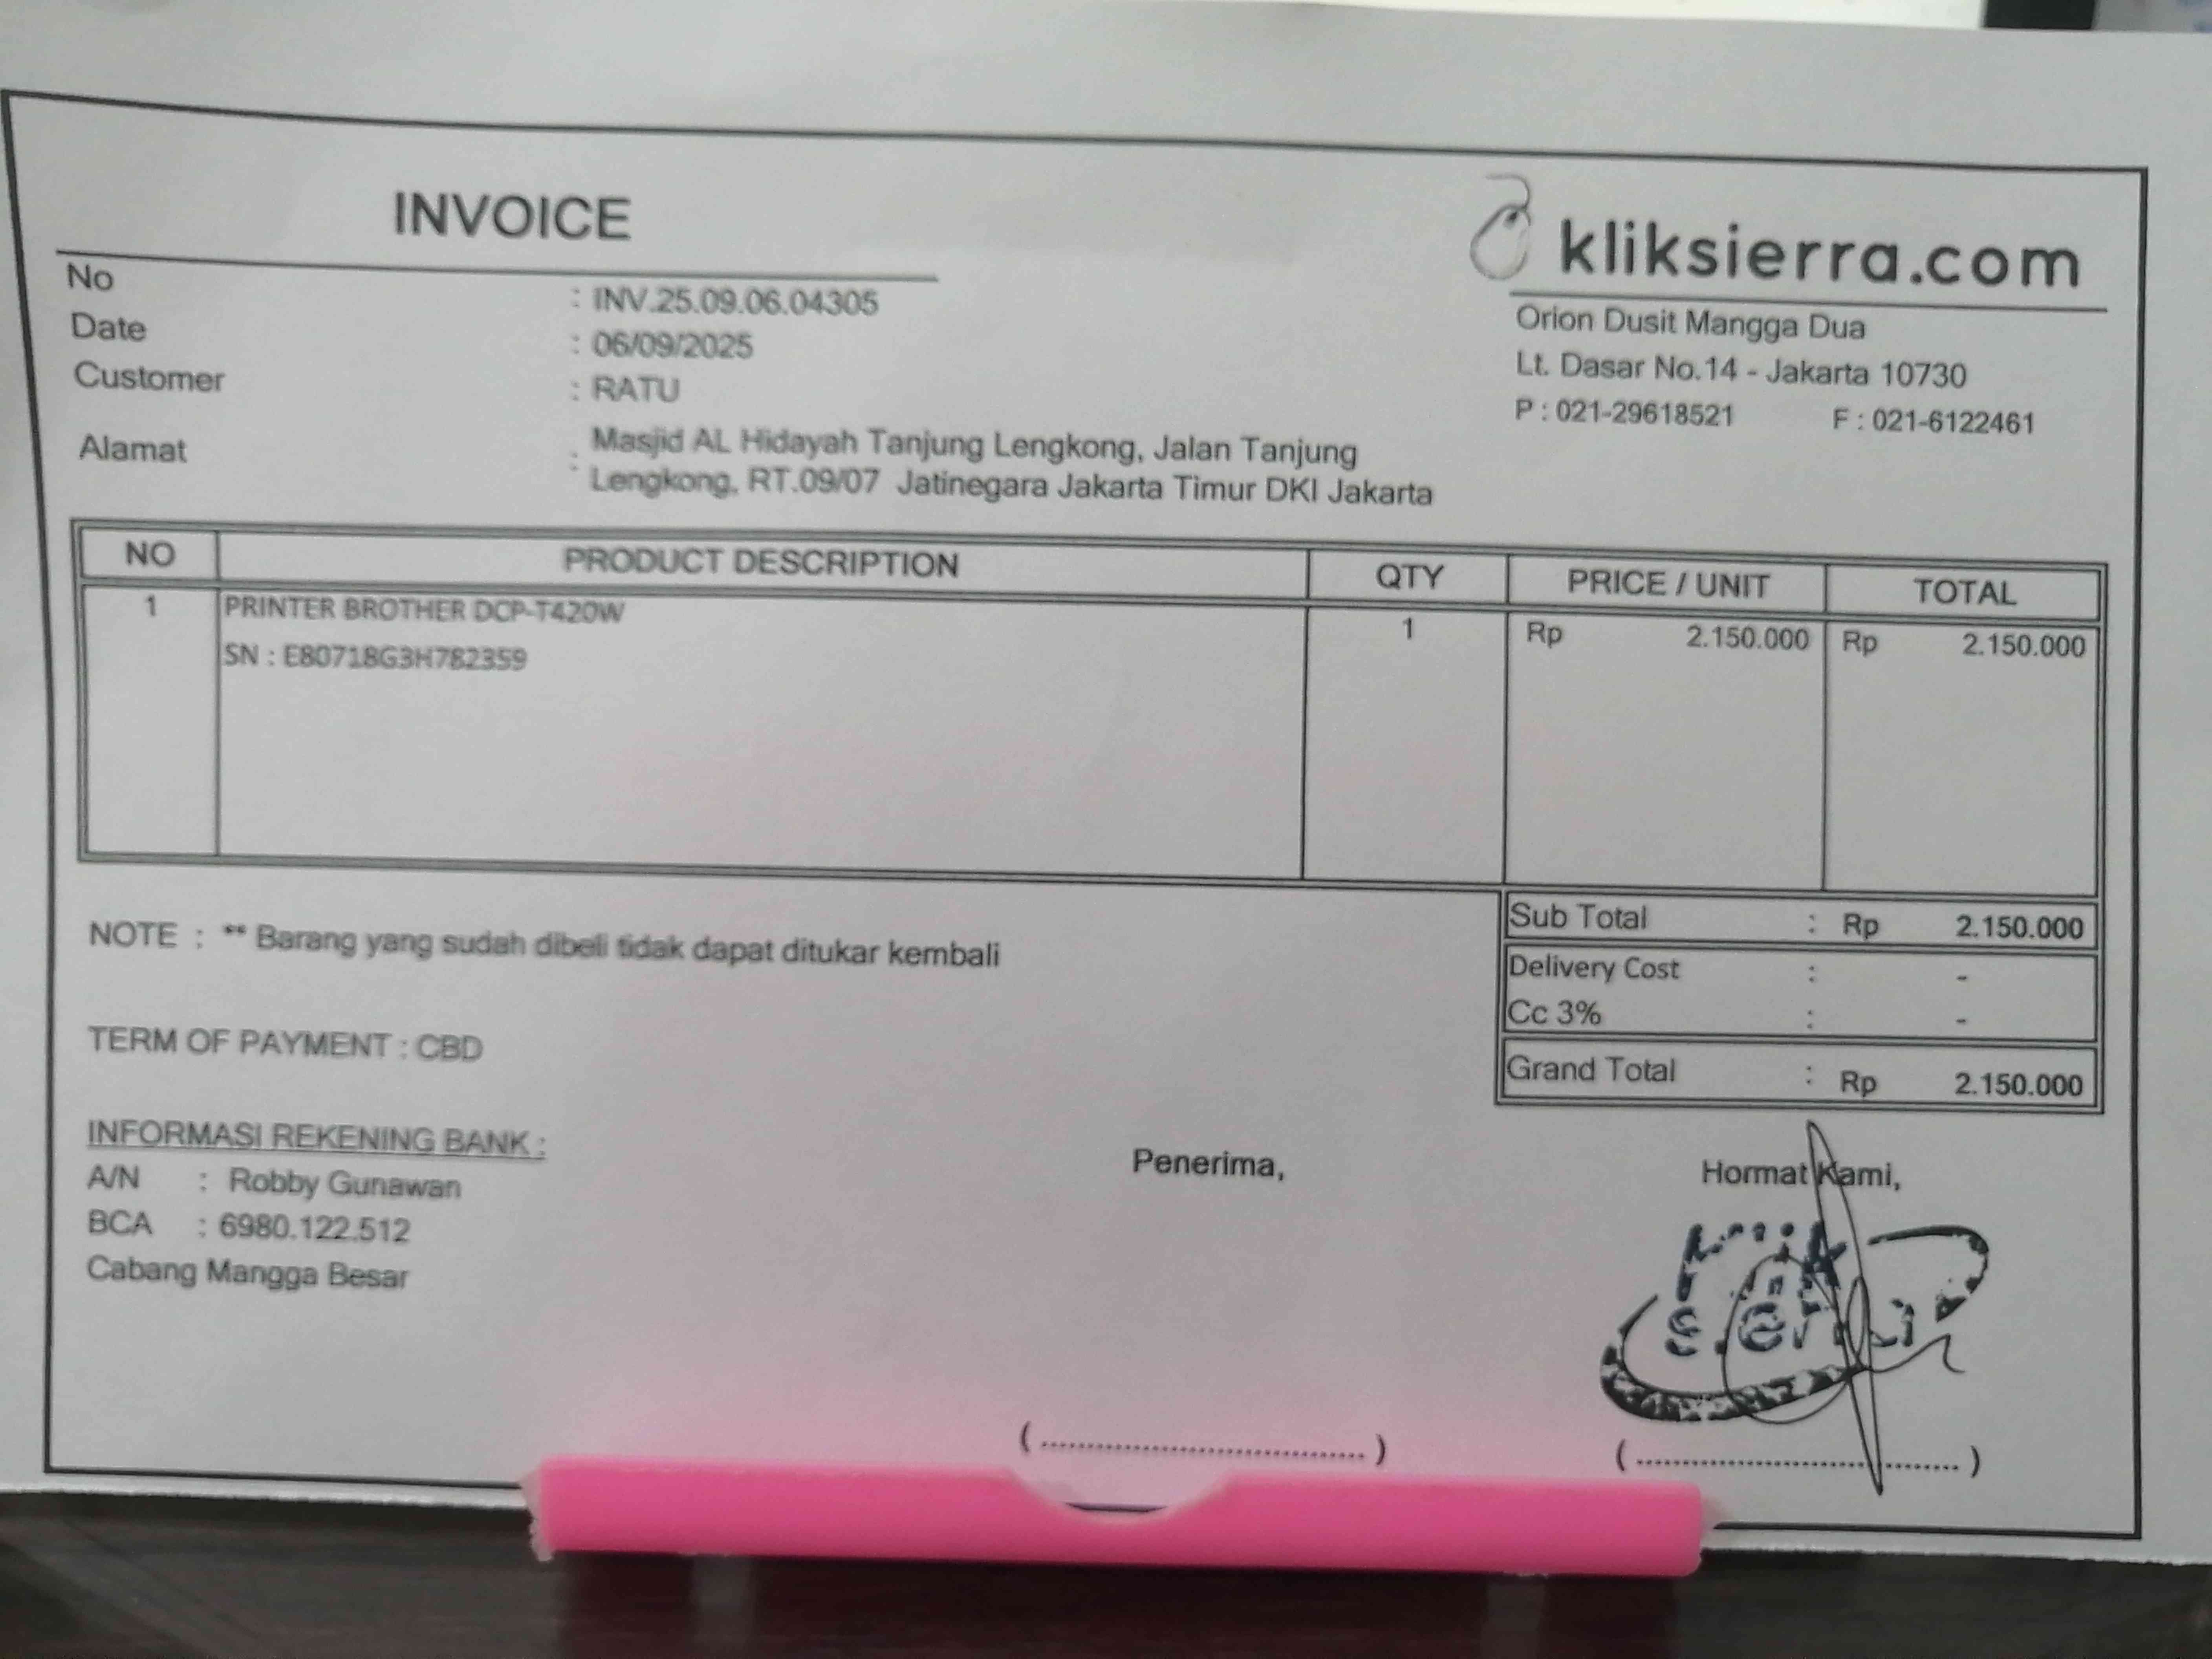 INVOICE
kliksierra.com
Orion Dusit Mangga Dua
Lt. Dasar No.14 - Jakarta 10730
P : 021-29618521 F : 021-6122461
No : INV.25.09.06.04305
Date : 06/09/2025
Customer : RATU
Alamat : Masjid AL Hidayah Tanjung Lengkong, Jalan Tanjung
Lengkong, RT.09/07 Jatinegara Jakarta Timur DKI Jakarta
NO PRODUCT DESCRIPTION QTY PRICE / UNIT TOTAL
1 PRINTER BROTHER DCP-T420W 1 Rp 2.150.000 Rp 2.150.000
SN : E80718G3H782359
Sub Total : Rp 2.150.000
Delivery Cost : -
Cc 3% : -
Grand Total : Rp 2.150.000
NOTE : ** Barang yang sudah dibeli tidak dapat ditukar kembali
TERM OF PAYMENT : CBD
INFORMASI REKENING BANK :
A/N : Robby Gunawan
BCA : 6980.122.512
Cabang Mangga Besar
Penerima,
Hormat Kami,
( .................................... )
( .................................... )